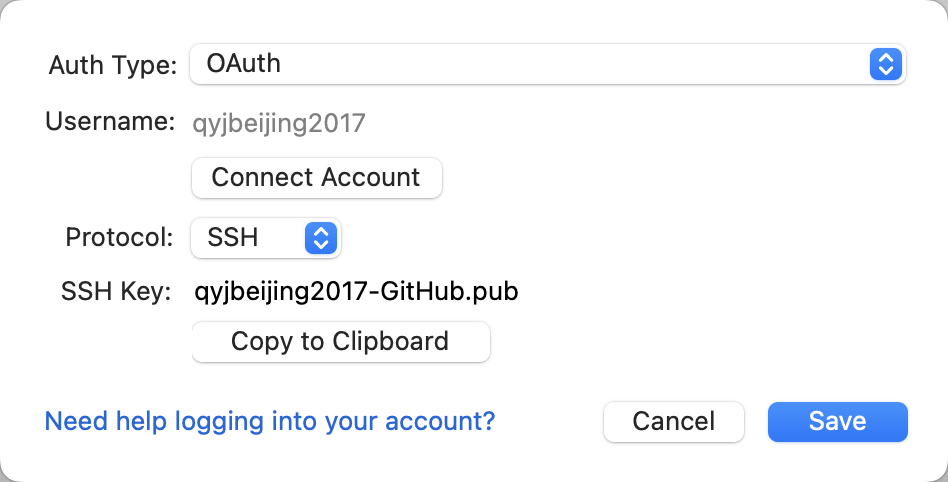 Auth Type: OAuth
Username: qyjbeijing2017
Connect Account
Protocol: SSH
SSH Key: qyjbeijing2017-GitHub.pub
Copy to Clipboard
Need help logging into your account? Cancel Save